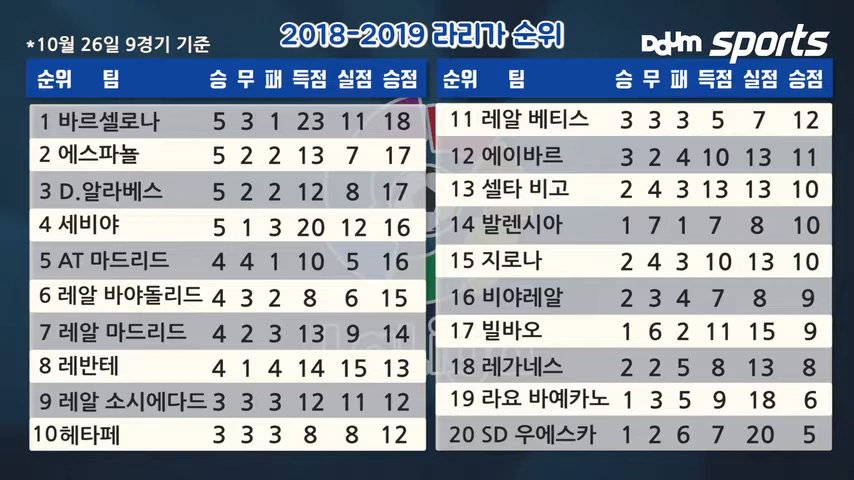 2018-2019 라리가 순위
*10월 26일 9경기 기준
Ddum sports
순위 팀 승 무 패 득점 실점 승점
1 바르셀로나 5 3 1 23 11 18
2 에스파뇰 5 2 2 13 7 17
3 D.알라베스 5 2 2 12 8 17
4 세비야 5 1 3 20 12 16
5 AT 마드리드 4 4 1 10 5 16
6 레알 바야돌리드 4 3 2 8 6 15
7 레알 마드리드 4 2 3 13 9 14
8 레반테 4 1 4 14 15 13
9 레알 소시에다드 3 3 3 12 11 12
10 헤타페 3 3 3 8 8 12
순위 팀 승 무 패 득점 실점 승점
11 레알 베티스 3 3 3 5 7 12
12 에이바르 3 2 4 10 13 11
13 셀타 비고 2 4 3 13 13 10
14 발렌시아 1 7 1 7 8 10
15 지로나 2 4 3 10 13 10
16 비야레알 2 3 4 7 8 9
17 빌바오 1 6 2 11 15 9
18 레가네스 2 2 5 8 13 8
19 라요 바예카노 1 3 5 9 18 6
20 SD 우에스카 1 2 6 7 20 5